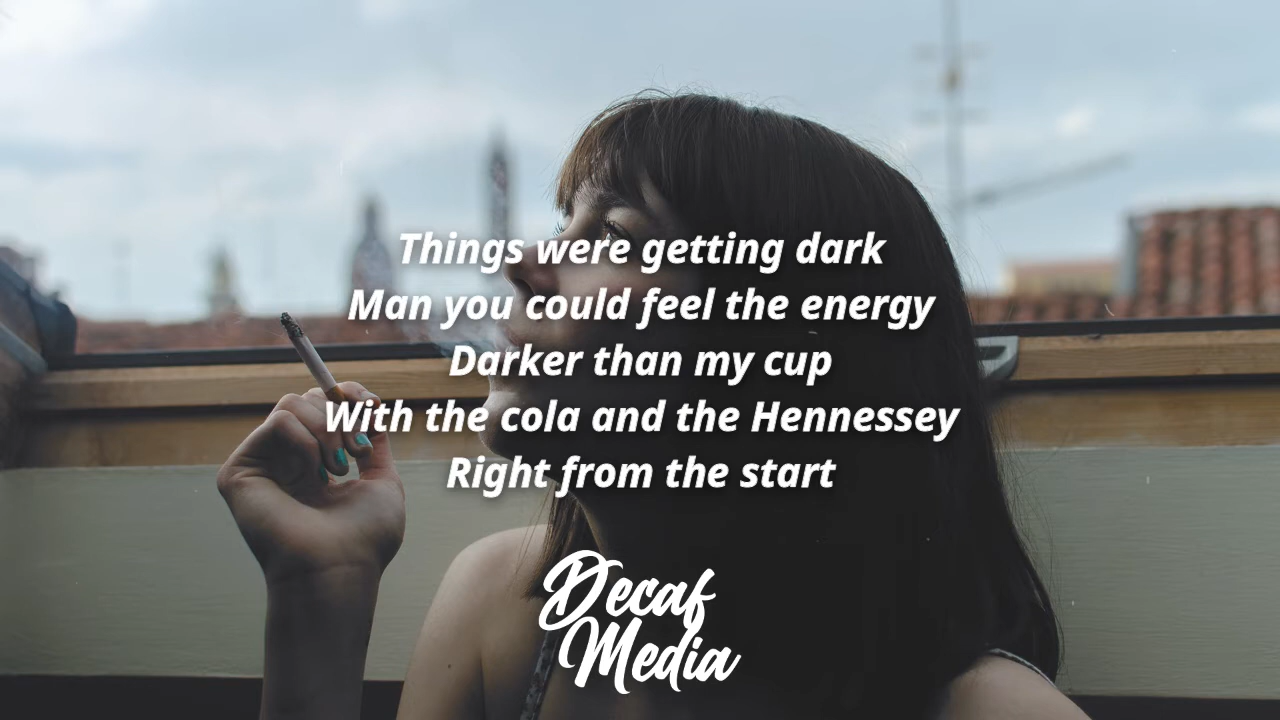 Things were getting dark
Man you could feel the energy
Darker than my cup
With the cola and the Hennessey
Right from the start
Decaf
Media